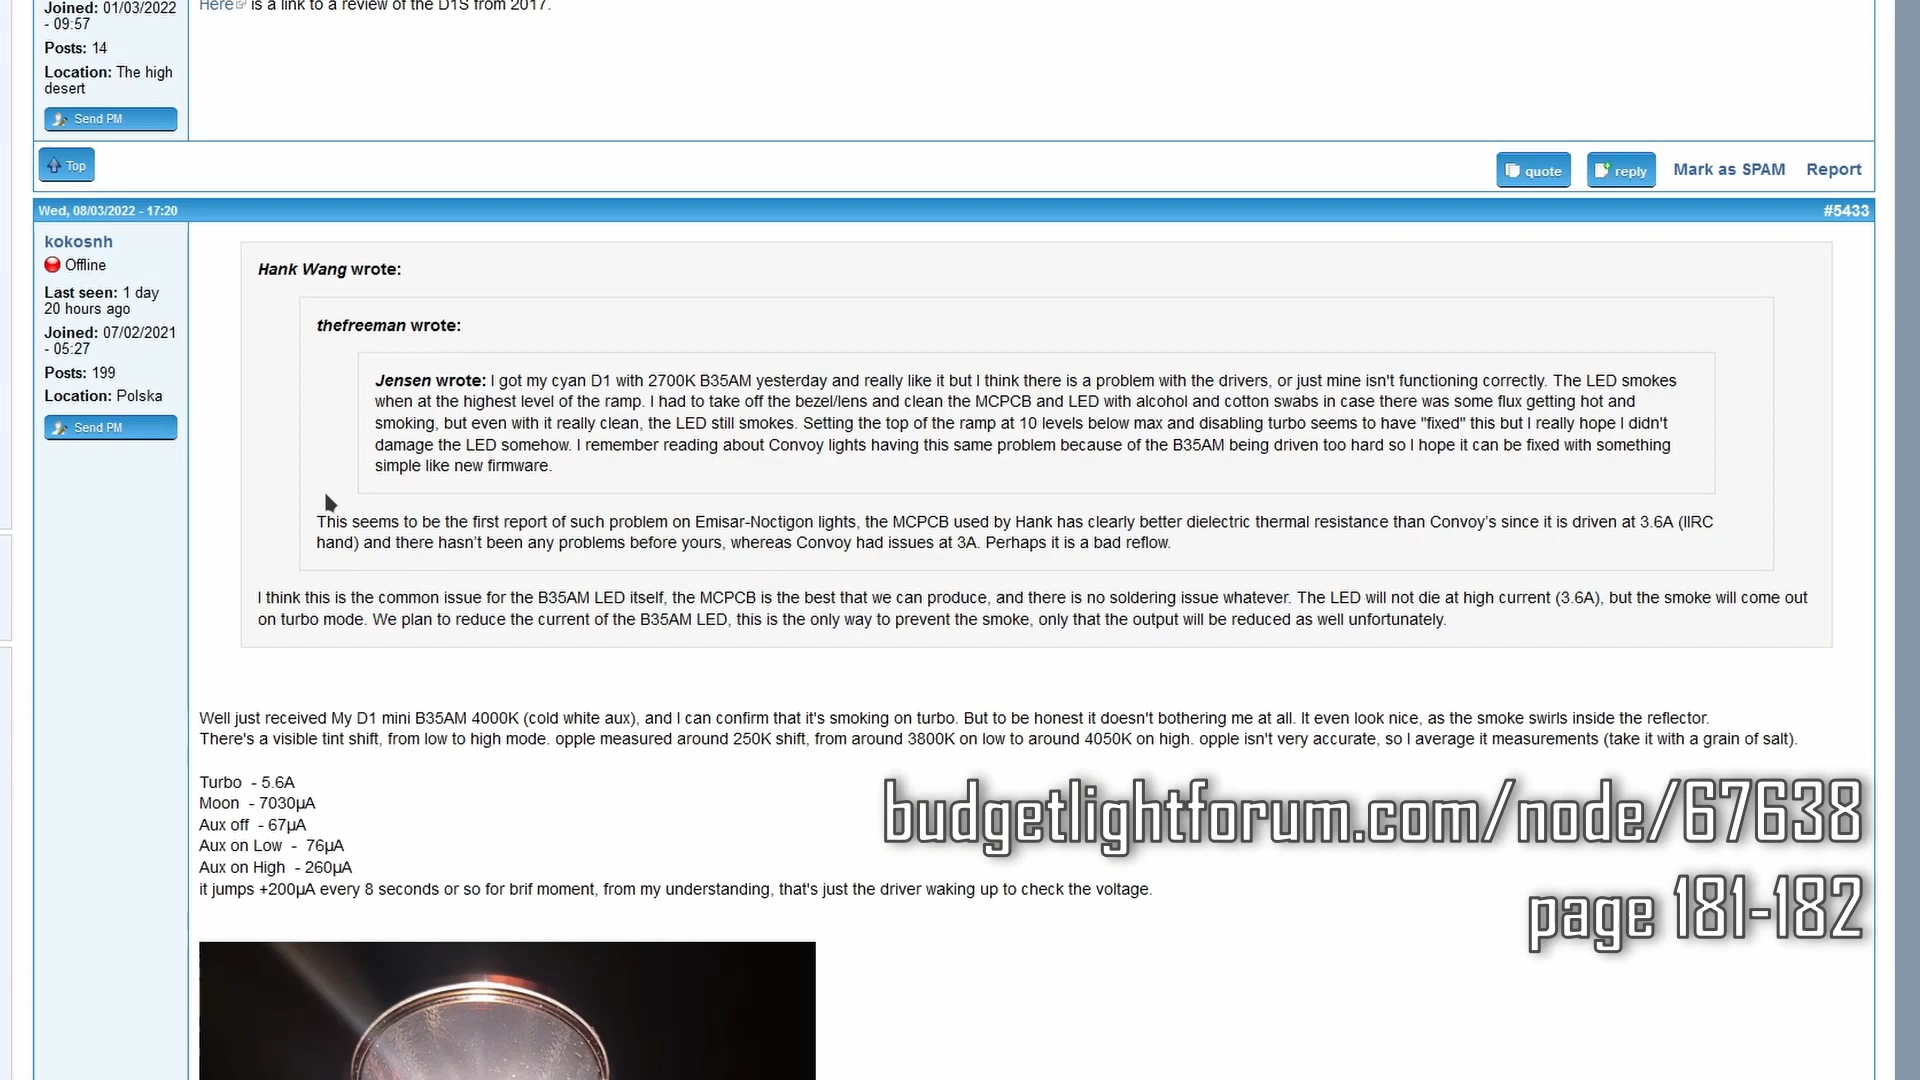 Joined: 01/03/2022
- 09:57
Posts: 14
Location: The high
desert
Send PM
Here is a link to a review of the D1S from 2017.
Top
quote
reply
Mark as SPAM
Report
Wed, 08/03/2022 - 17:20
#5433
kokosnh
Offline
Last seen: 1 day
20 hours ago
Joined: 07/02/2021
- 05:27
Posts: 199
Location: Polska
Send PM
Hank Wang wrote:
thefreeman wrote:
Jensen wrote: I got my cyan D1 with 2700K B35AM yesterday and really like it but I think there is a problem with the drivers, or just mine isn't functioning correctly. The LED smokes
when at the highest level of the ramp. I had to take off the bezel/lens and clean the MCPCB and LED with alcohol and cotton swabs in case there was some flux getting hot and
smoking, but even with it really clean, the LED still smokes. Setting the top of the ramp at 10 levels below max and disabling turbo seems to have "fixed" this but I really hope I didn't
damage the LED somehow. I remember reading about Convoy lights having this same problem because of the B35AM being driven too hard so I hope it can be fixed with something
simple like new firmware.
This seems to be the first report of such problem on Emisar-Noctigon lights, the MCPCB used by Hank has clearly better dielectric thermal resistance than Convoy's since it is driven at 3.6A (IIRC
hand) and there hasn't been any problems before yours, whereas Convoy had issues at 3A. Perhaps it is a bad reflow.
I think this is the common issue for the B35AM LED itself, the MCPCB is the best that we can produce, and there is no soldering issue whatever. The LED will not die at high current (3.6A), but the smoke will come out
on turbo mode. We plan to reduce the current of the B35AM LED, this is the only way to prevent the smoke, only that the output will be reduced as well unfortunately.
Well just received My D1 mini B35AM 4000K (cold white aux), and I can confirm that it's smoking on turbo. But to be honest it doesn't bothering me at all. It even look nice, as the smoke swirls inside the reflector.
There's a visible tint shift, from low to high mode. opple measured around 250K shift, from around 3800K on low to around 4050K on high. opple isn't very accurate, so I average it measurements (take it with a grain of salt).
Turbo - 5.6A
Moon - 7030µA
Aux off - 67µA
Aux on Low - 76µA
Aux on High - 260µA
it jumps +200µA every 8 seconds or so for brif moment, from my understanding, that's just the driver waking up to check the voltage.
budgetlightforum.com/node/67638
page 181-182